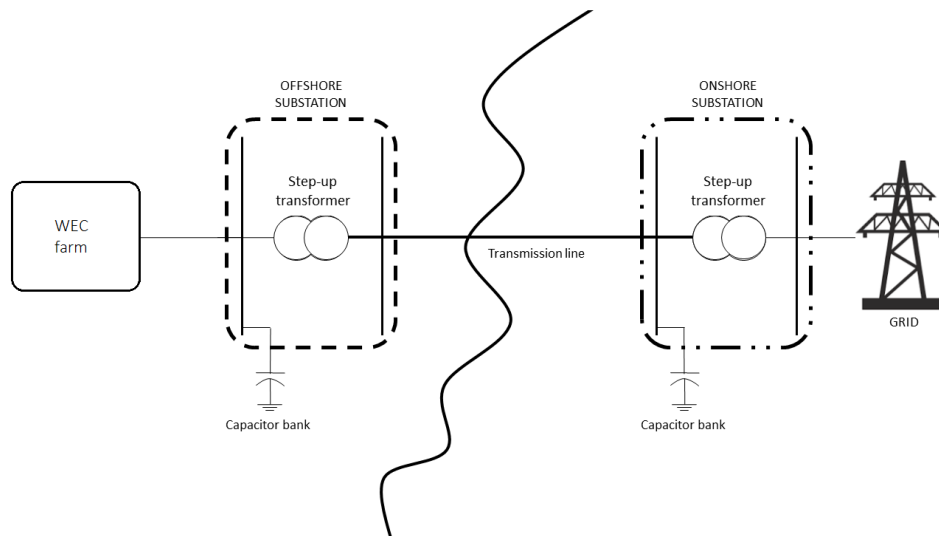 OFFSHORE
SUBSTATION
ONSHORE
SUBSTATION
Step-up
transformer
Step-up
transformer
WEC
farm
Transmission line
GRID
Capacitor bank
Capacitor bank